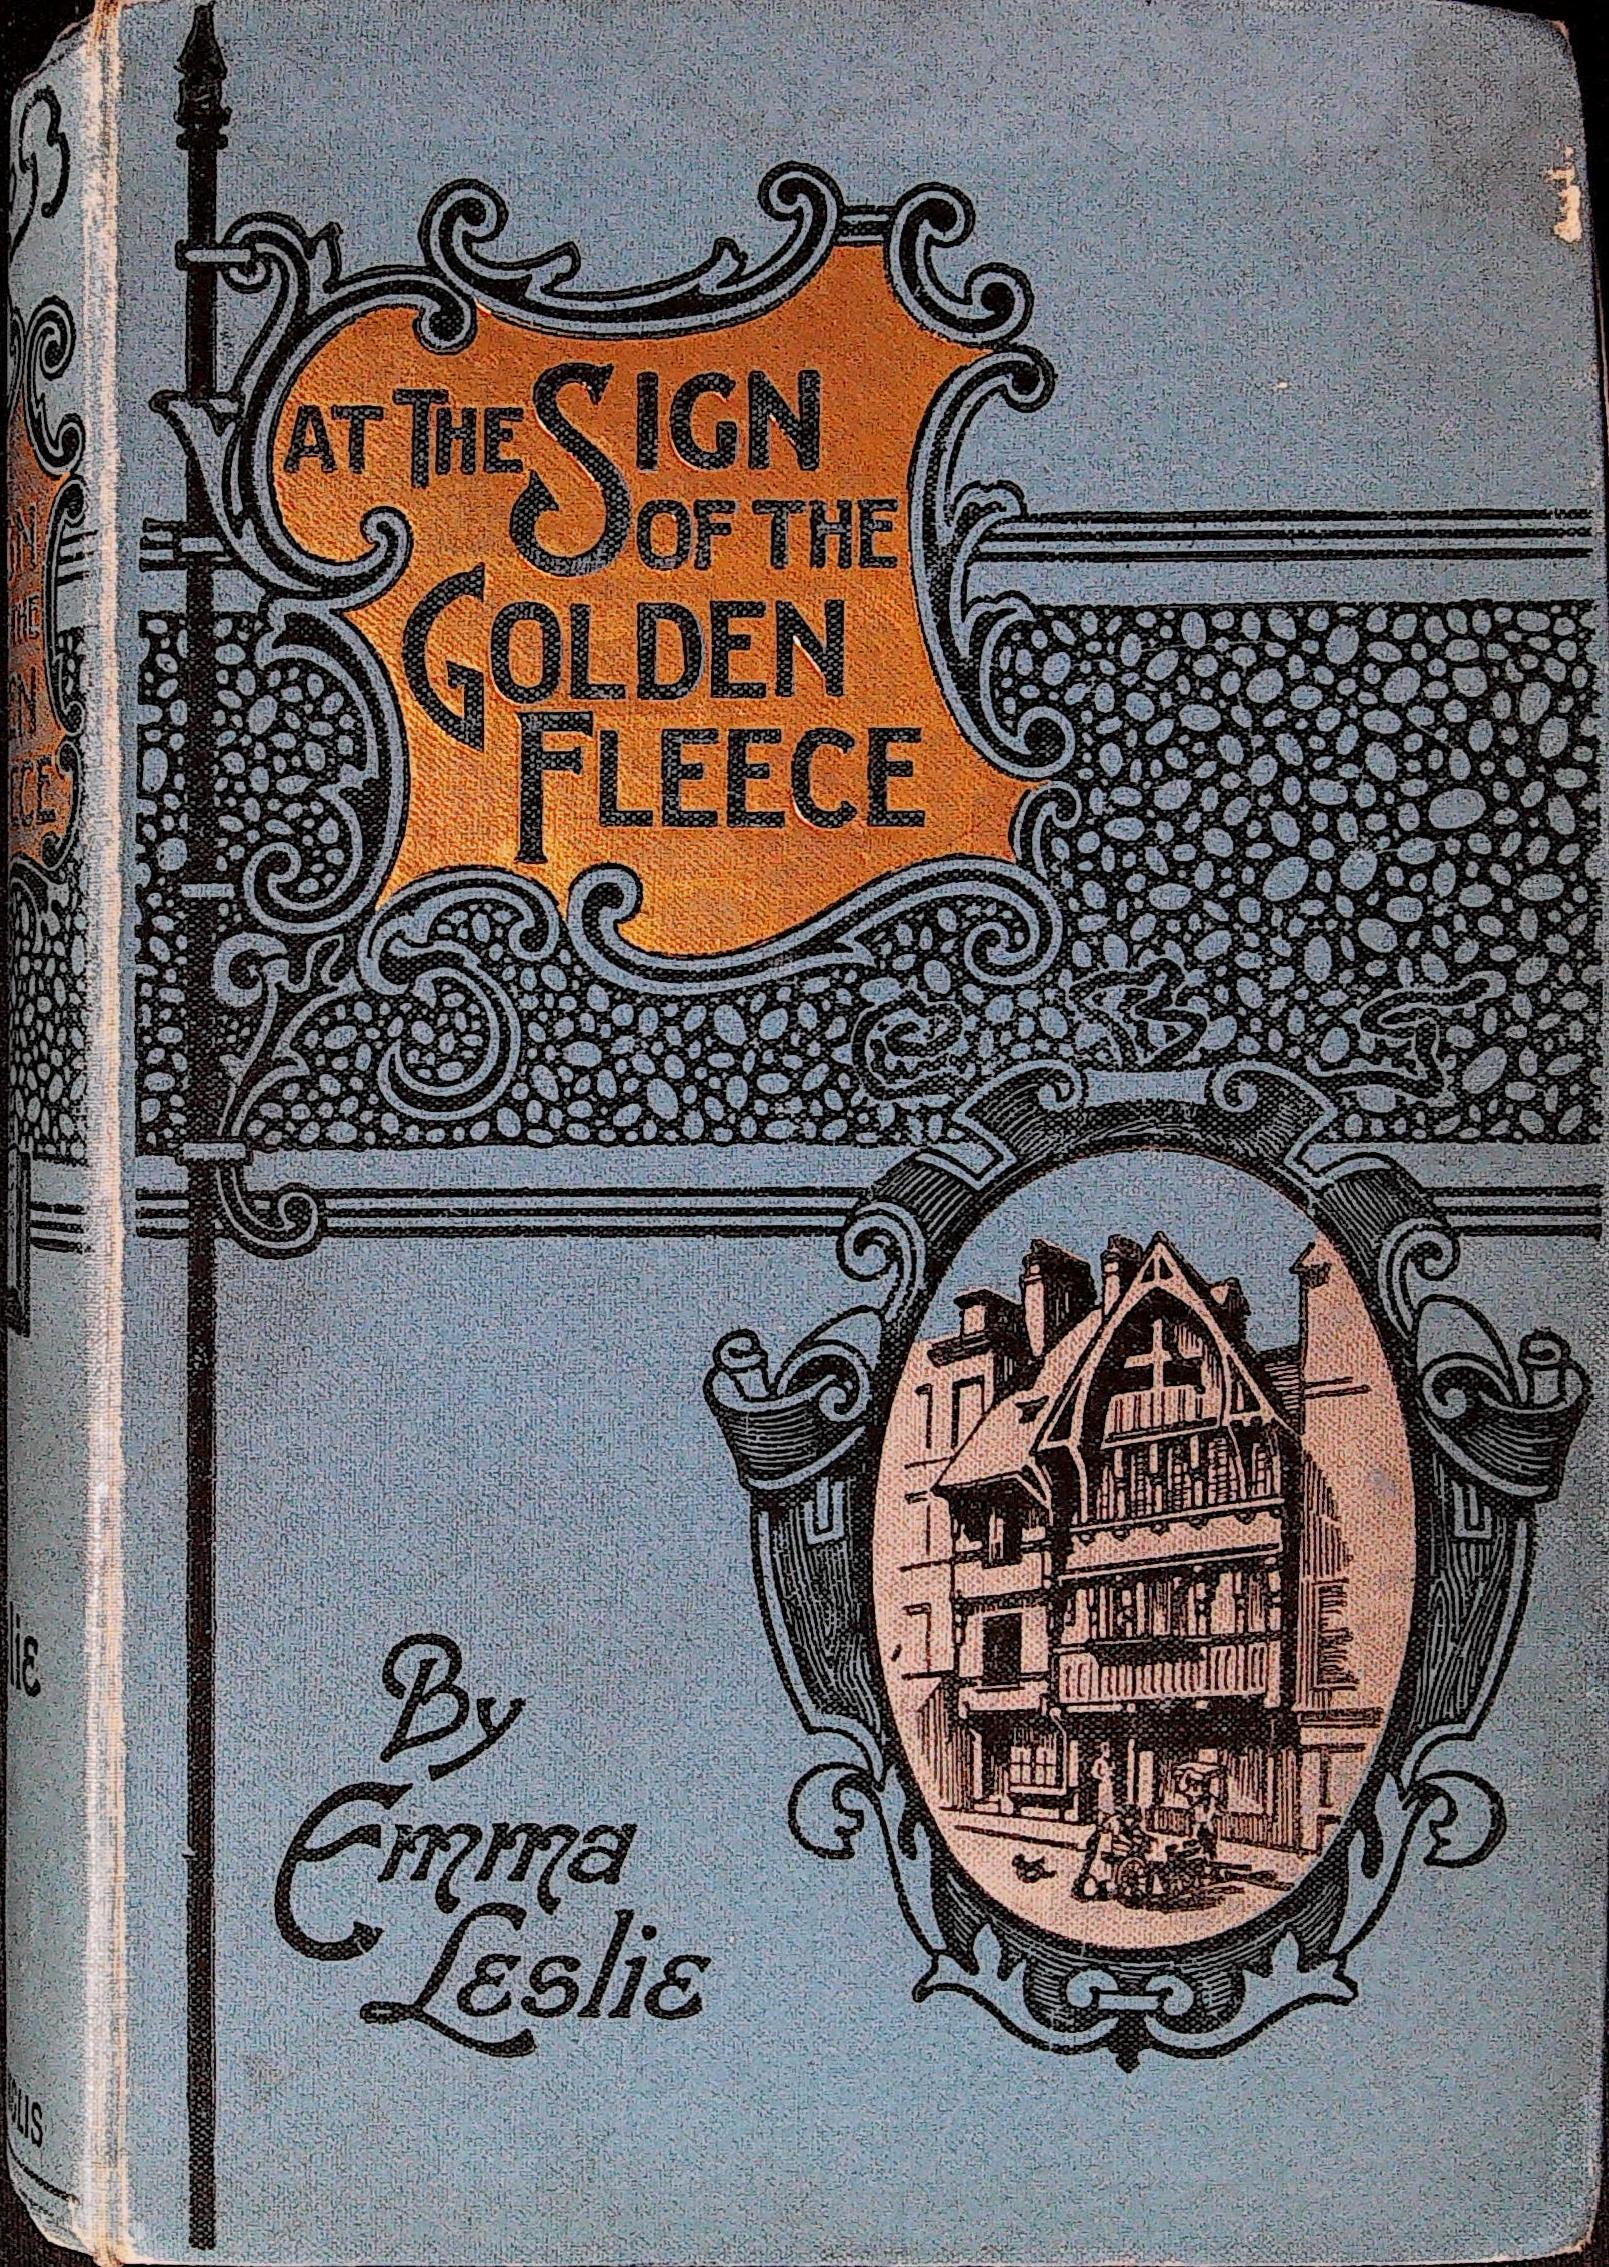 AT THE SIGN
OF THE
GOLDEN
FLEECE
By
Emma
Leslie